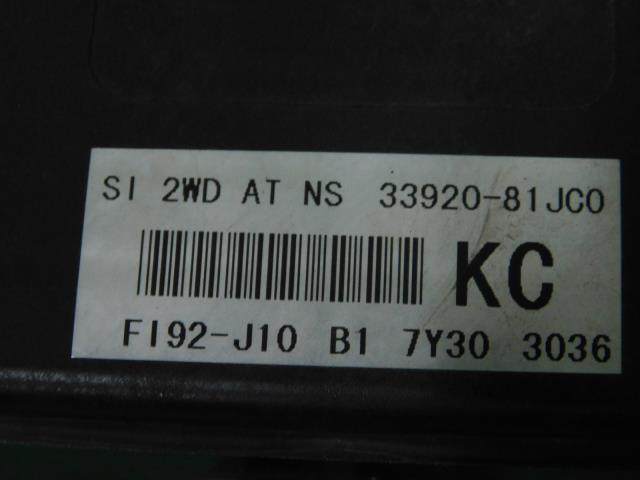 SI 2WD AT NS 33920-81JC0
KC
FI92-J10 B1 7Y30 3036